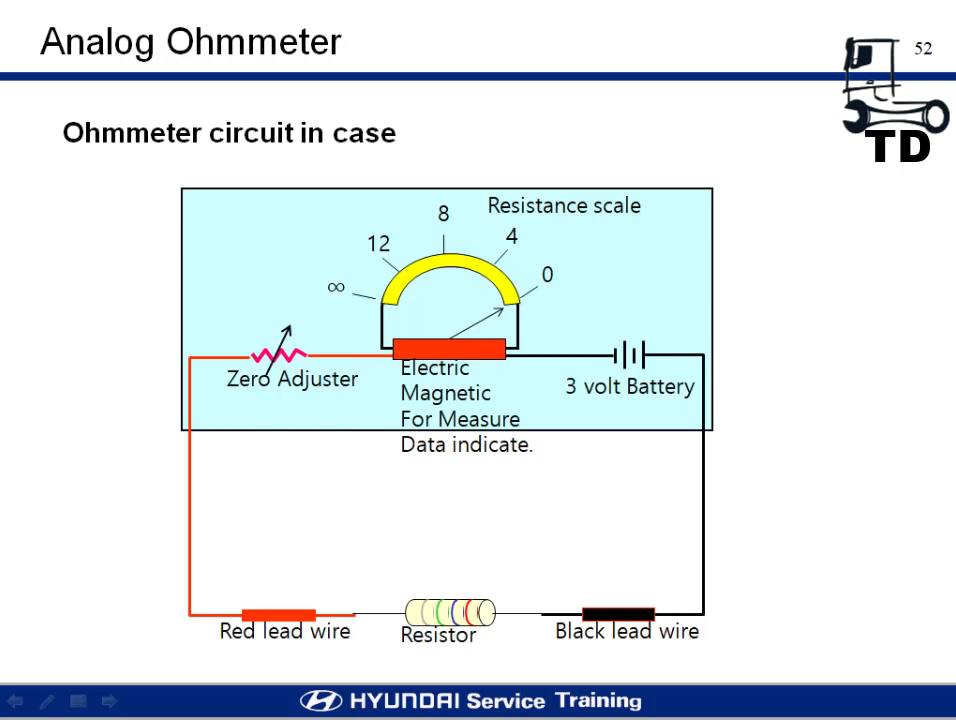 Analog Ohmmeter
52
TD
Ohmmeter circuit in case
Resistance scale
8
12
4
∞
0
Zero Adjuster
Electric
Magnetic
For Measure
Data indicate.
3 volt Battery
Red lead wire
Resistor
Black lead wire
HYUNDAI Service Training